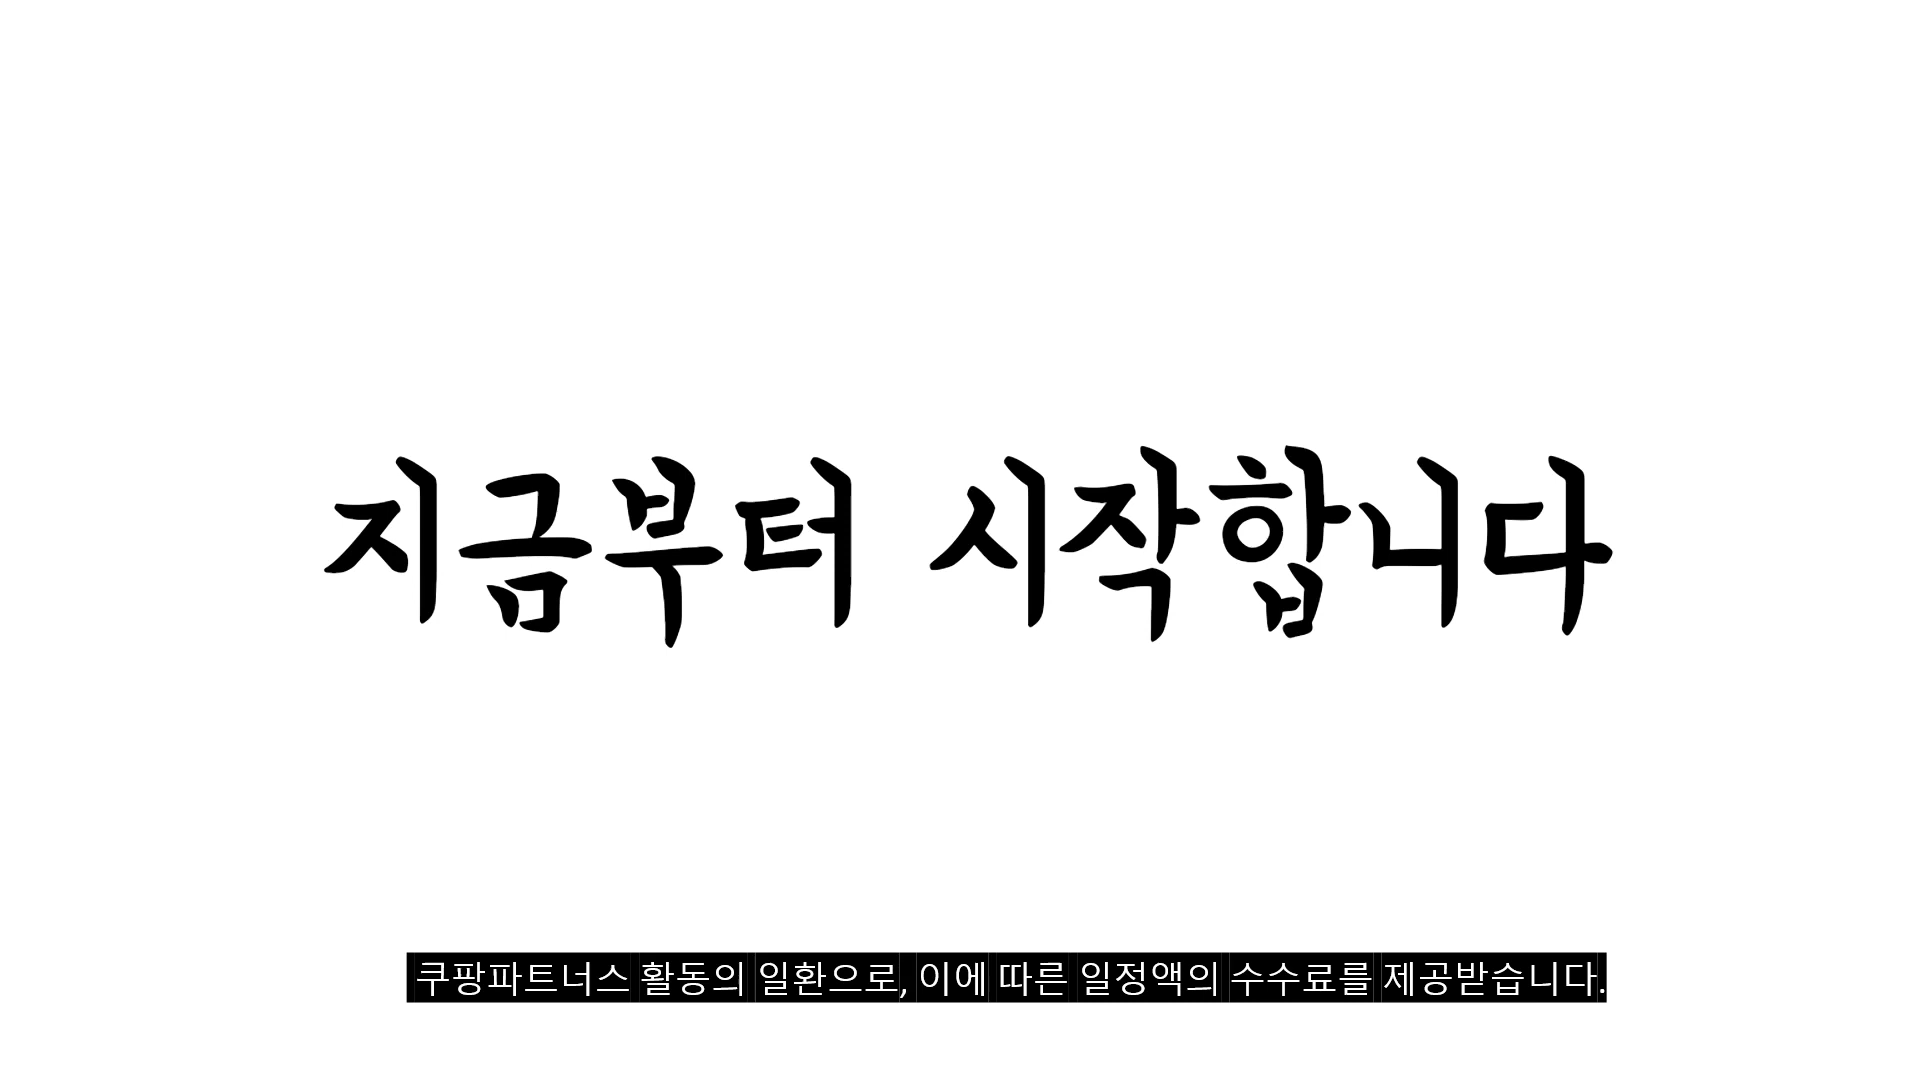 지금부터 시작합니다
쿠팡파트너스 활동의 일환으로, 이에 따른 일정액의 수수료를 제공받습니다.